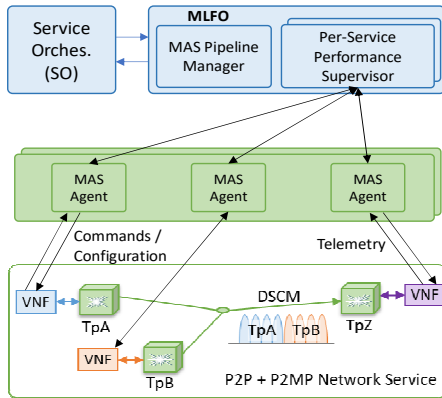 Service
Orches.
(SO)
MLFO
MAS Pipeline
Manager
Per-Service
Performance
Supervisor
MAS
Agent
MAS
Agent
MAS
Agent
Commands /
Configuration
Telemetry
VNF
TpA
DSCM
TpZ
VNF
TpA
TpB
VNF
TpB
P2P + P2MP Network Service